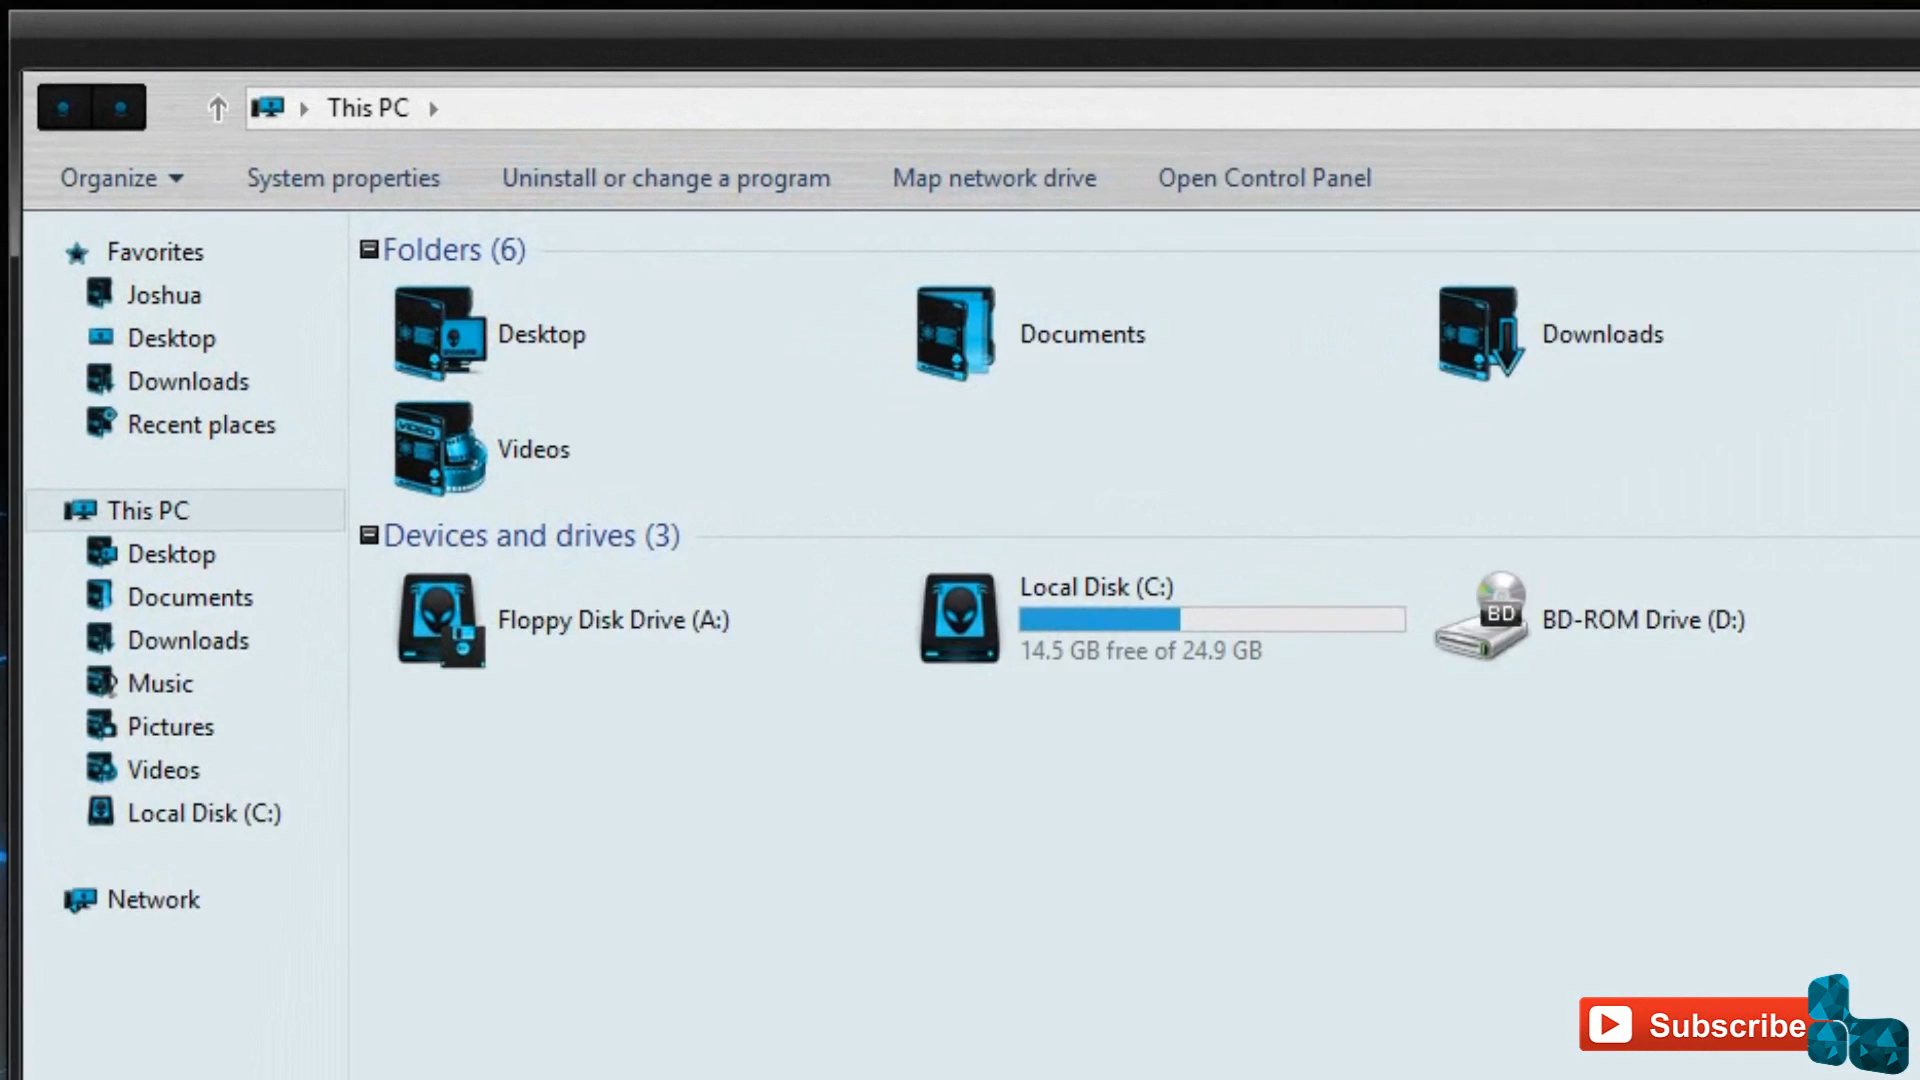 This PC
Organize
System properties
Uninstall or change a program
Map network drive
Open Control Panel
Favorites
Joshua
Desktop
Downloads
Recent places
This PC
Desktop
Documents
Downloads
Music
Pictures
Videos
Local Disk (C:)
Network
Folders (6)
Desktop
Documents
Downloads
VIDEO
Videos
Devices and drives (3)
Floppy Disk Drive (A:)
Local Disk (C:)
14.5 GB free of 24.9 GB
BD
BD-ROM Drive (D:)
Subscribe